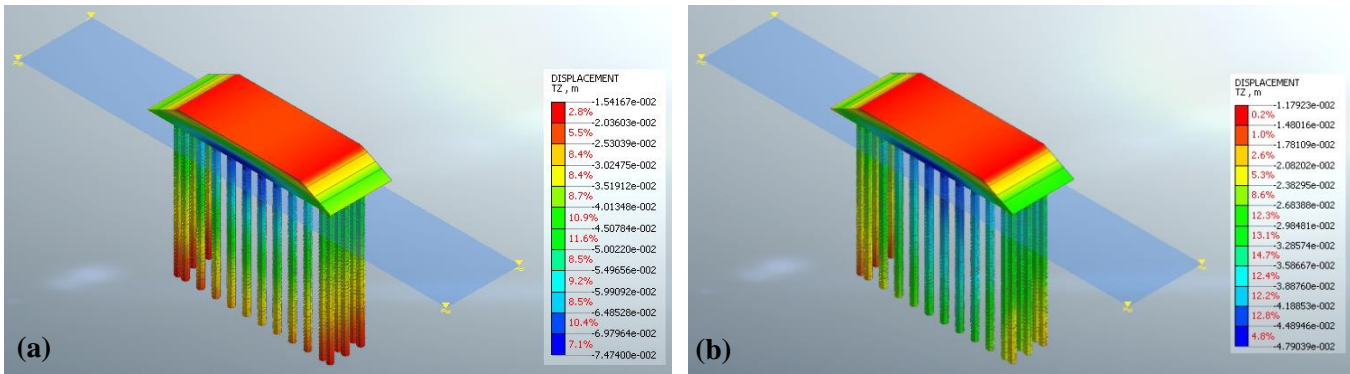 DISPLACEMENT
TZ , m
-1.54167e-002
2.8%
-2.03603e-002
5.5%
-2.53039e-002
8.4%
-3.02475e-002
8.4%
-3.51912e-002
8.7%
-4.01348e-002
10.9%
-4.50784e-002
11.6%
-5.00220e-002
8.5%
-5.49656e-002
9.2%
-5.99092e-002
8.5%
-6.48528e-002
10.4%
-6.97964e-002
7.1%
-7.47400e-002
(a)
DISPLACEMENT
TZ , m
-1.17923e-002
0.2%
-1.48016e-002
1.0%
-1.78109e-002
2.6%
-2.08202e-002
5.3%
-2.38295e-002
8.6%
-2.68388e-002
12.3%
-2.98481e-002
13.1%
-3.28574e-002
14.7%
-3.58667e-002
12.4%
-3.88760e-002
12.2%
-4.18853e-002
12.8%
-4.48946e-002
4.8%
-4.79039e-002
(b)